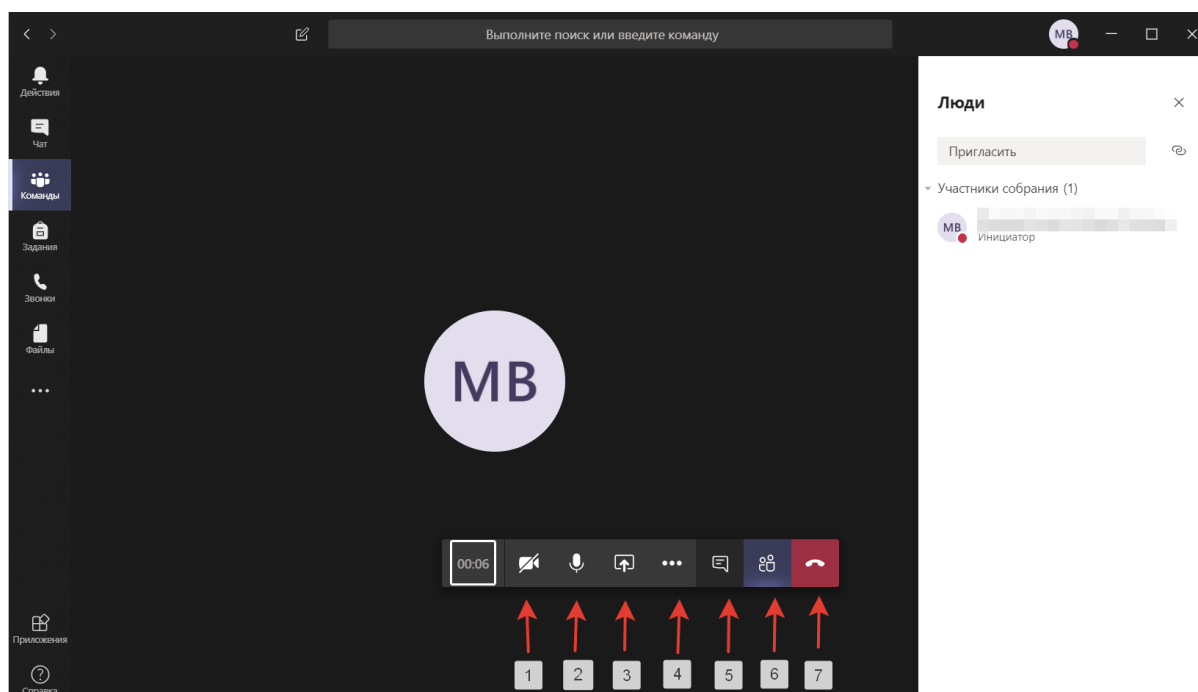 Выполните поиск или введите команду
MB
Действия
Чат
Команды
Задания
Звонки
Файлы
Приложения
Справка
MB
00:06
1 2 3 4 5 6 7
Люди
Пригласить
Участники собрания (1)
MB
Инициатор